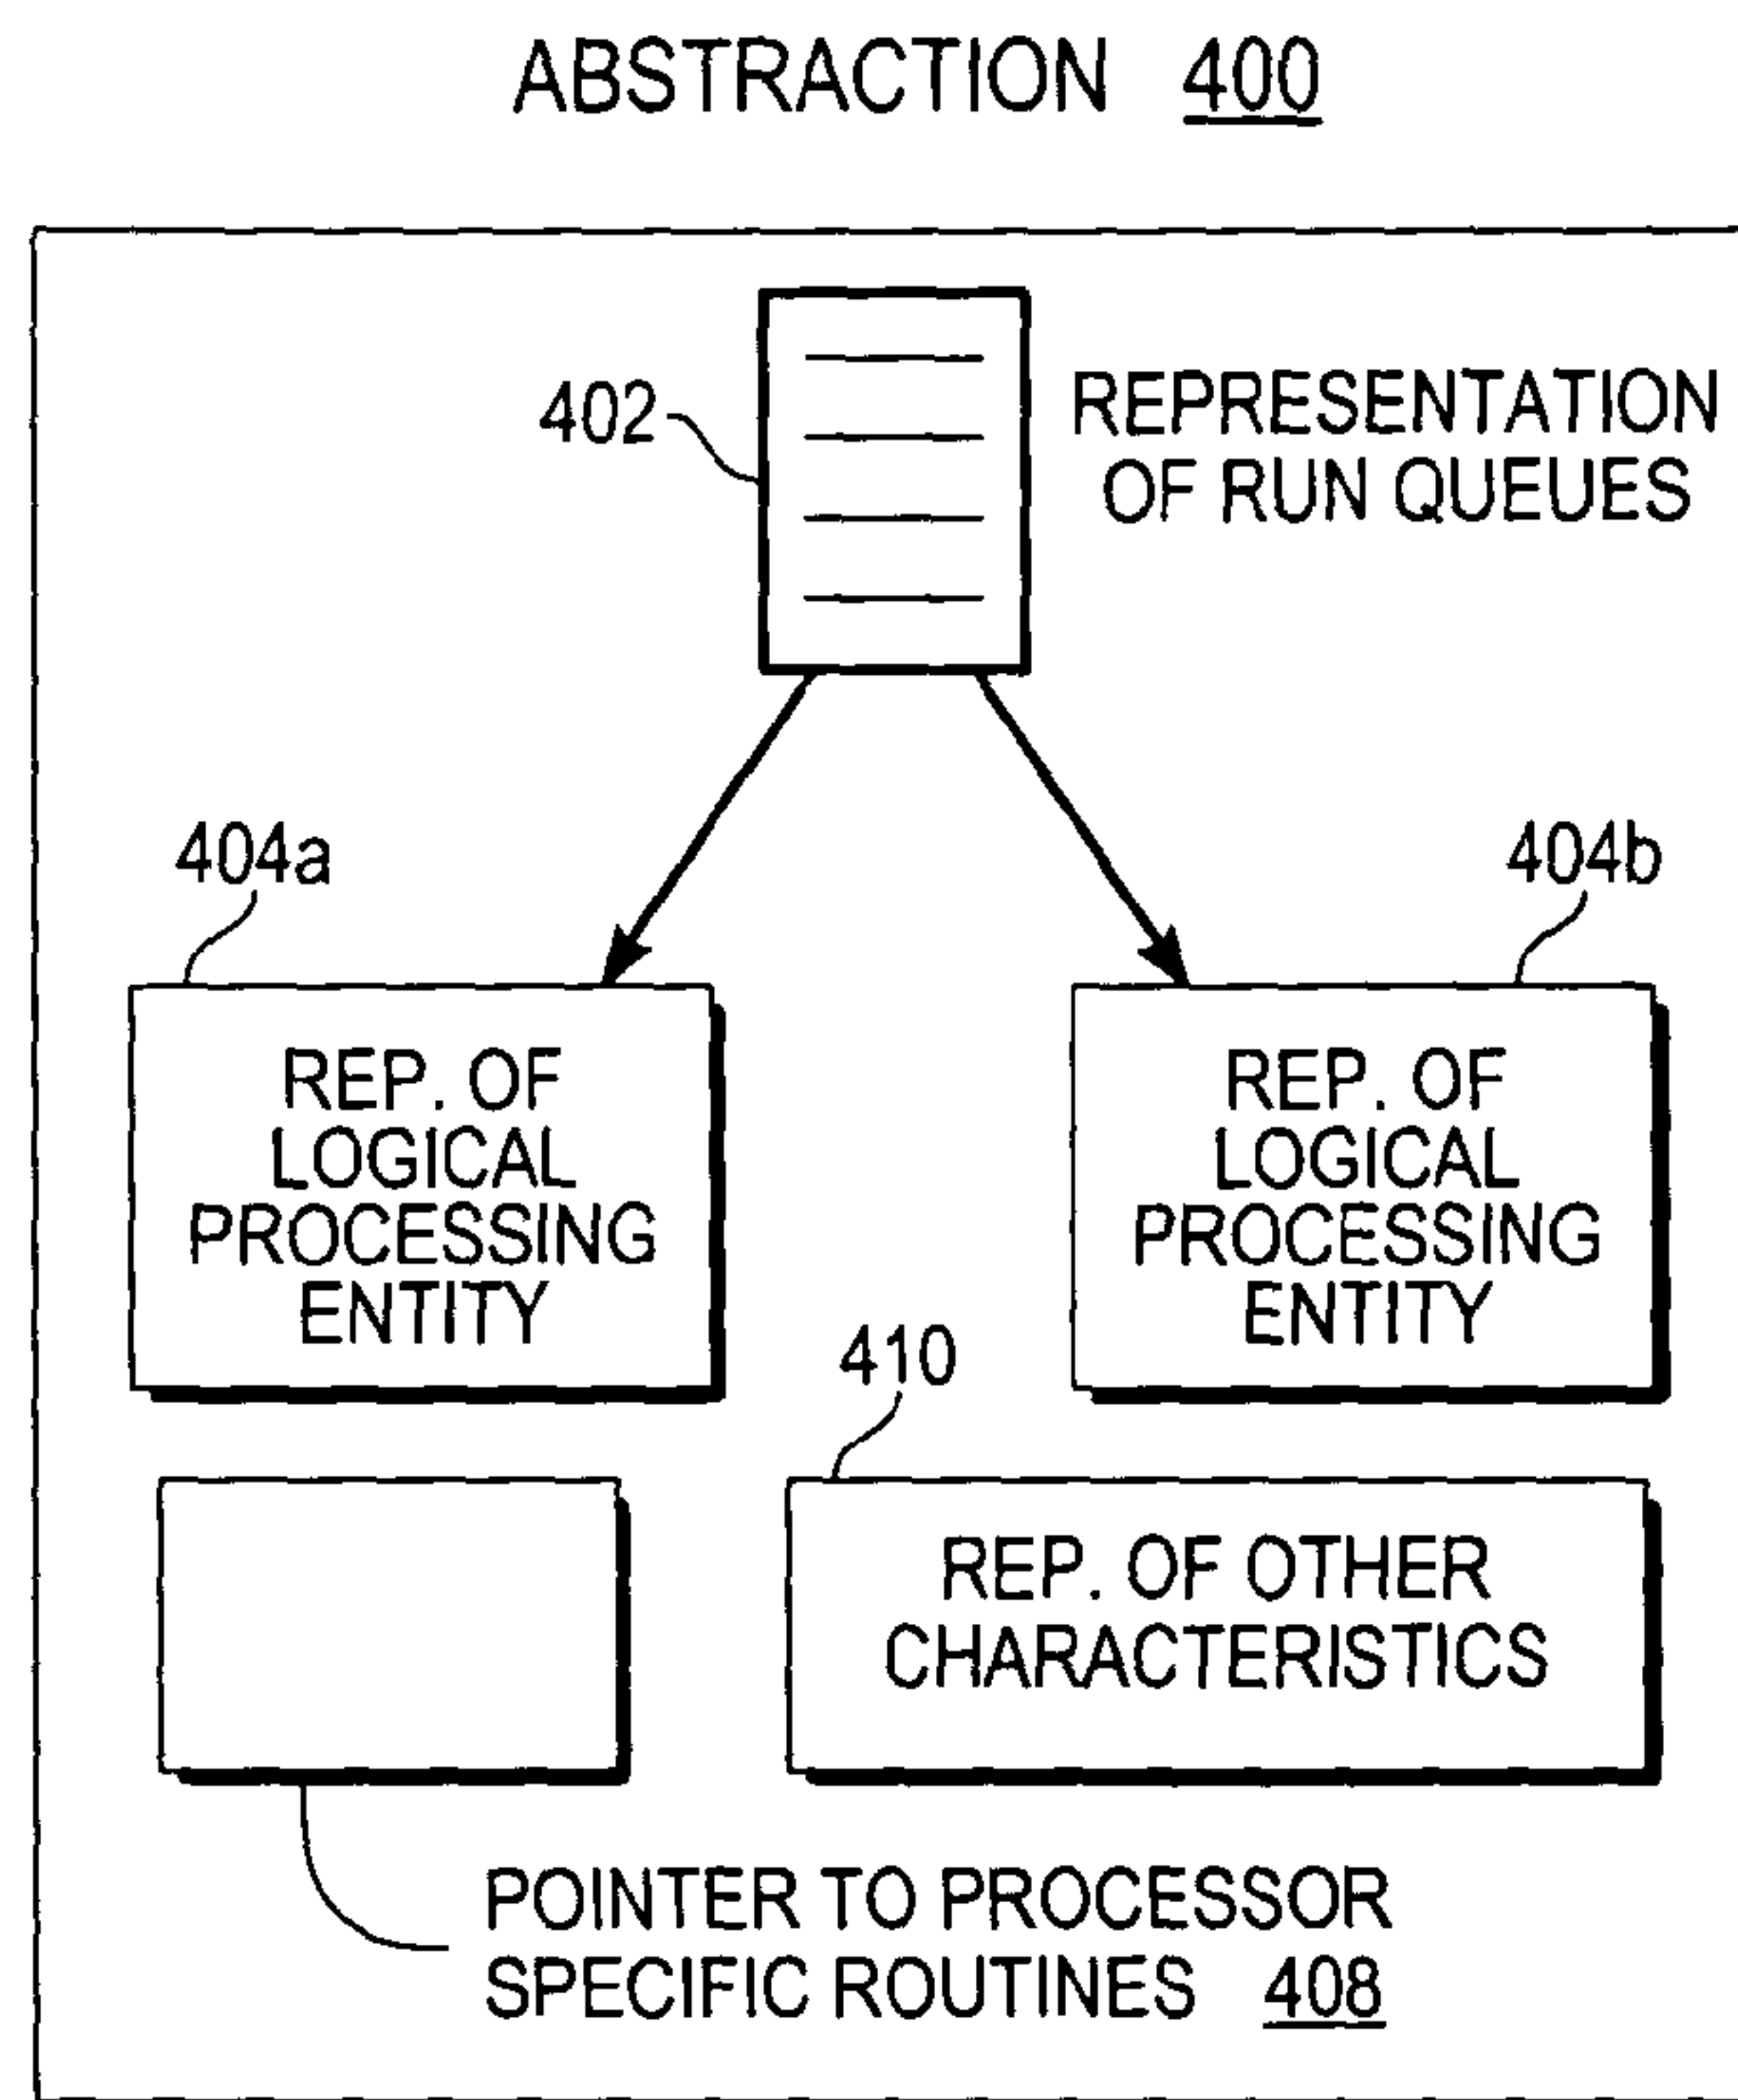 ABSTRACTION 400
402
REPRESENTATION
OF RUN QUEUES
404a
404b
REP. OF
LOGICAL
PROCESSING
ENTITY
REP. OF
LOGICAL
PROCESSING
ENTITY
410
REP. OF OTHER
CHARACTERISTICS
POINTER TO PROCESSOR
SPECIFIC ROUTINES 408